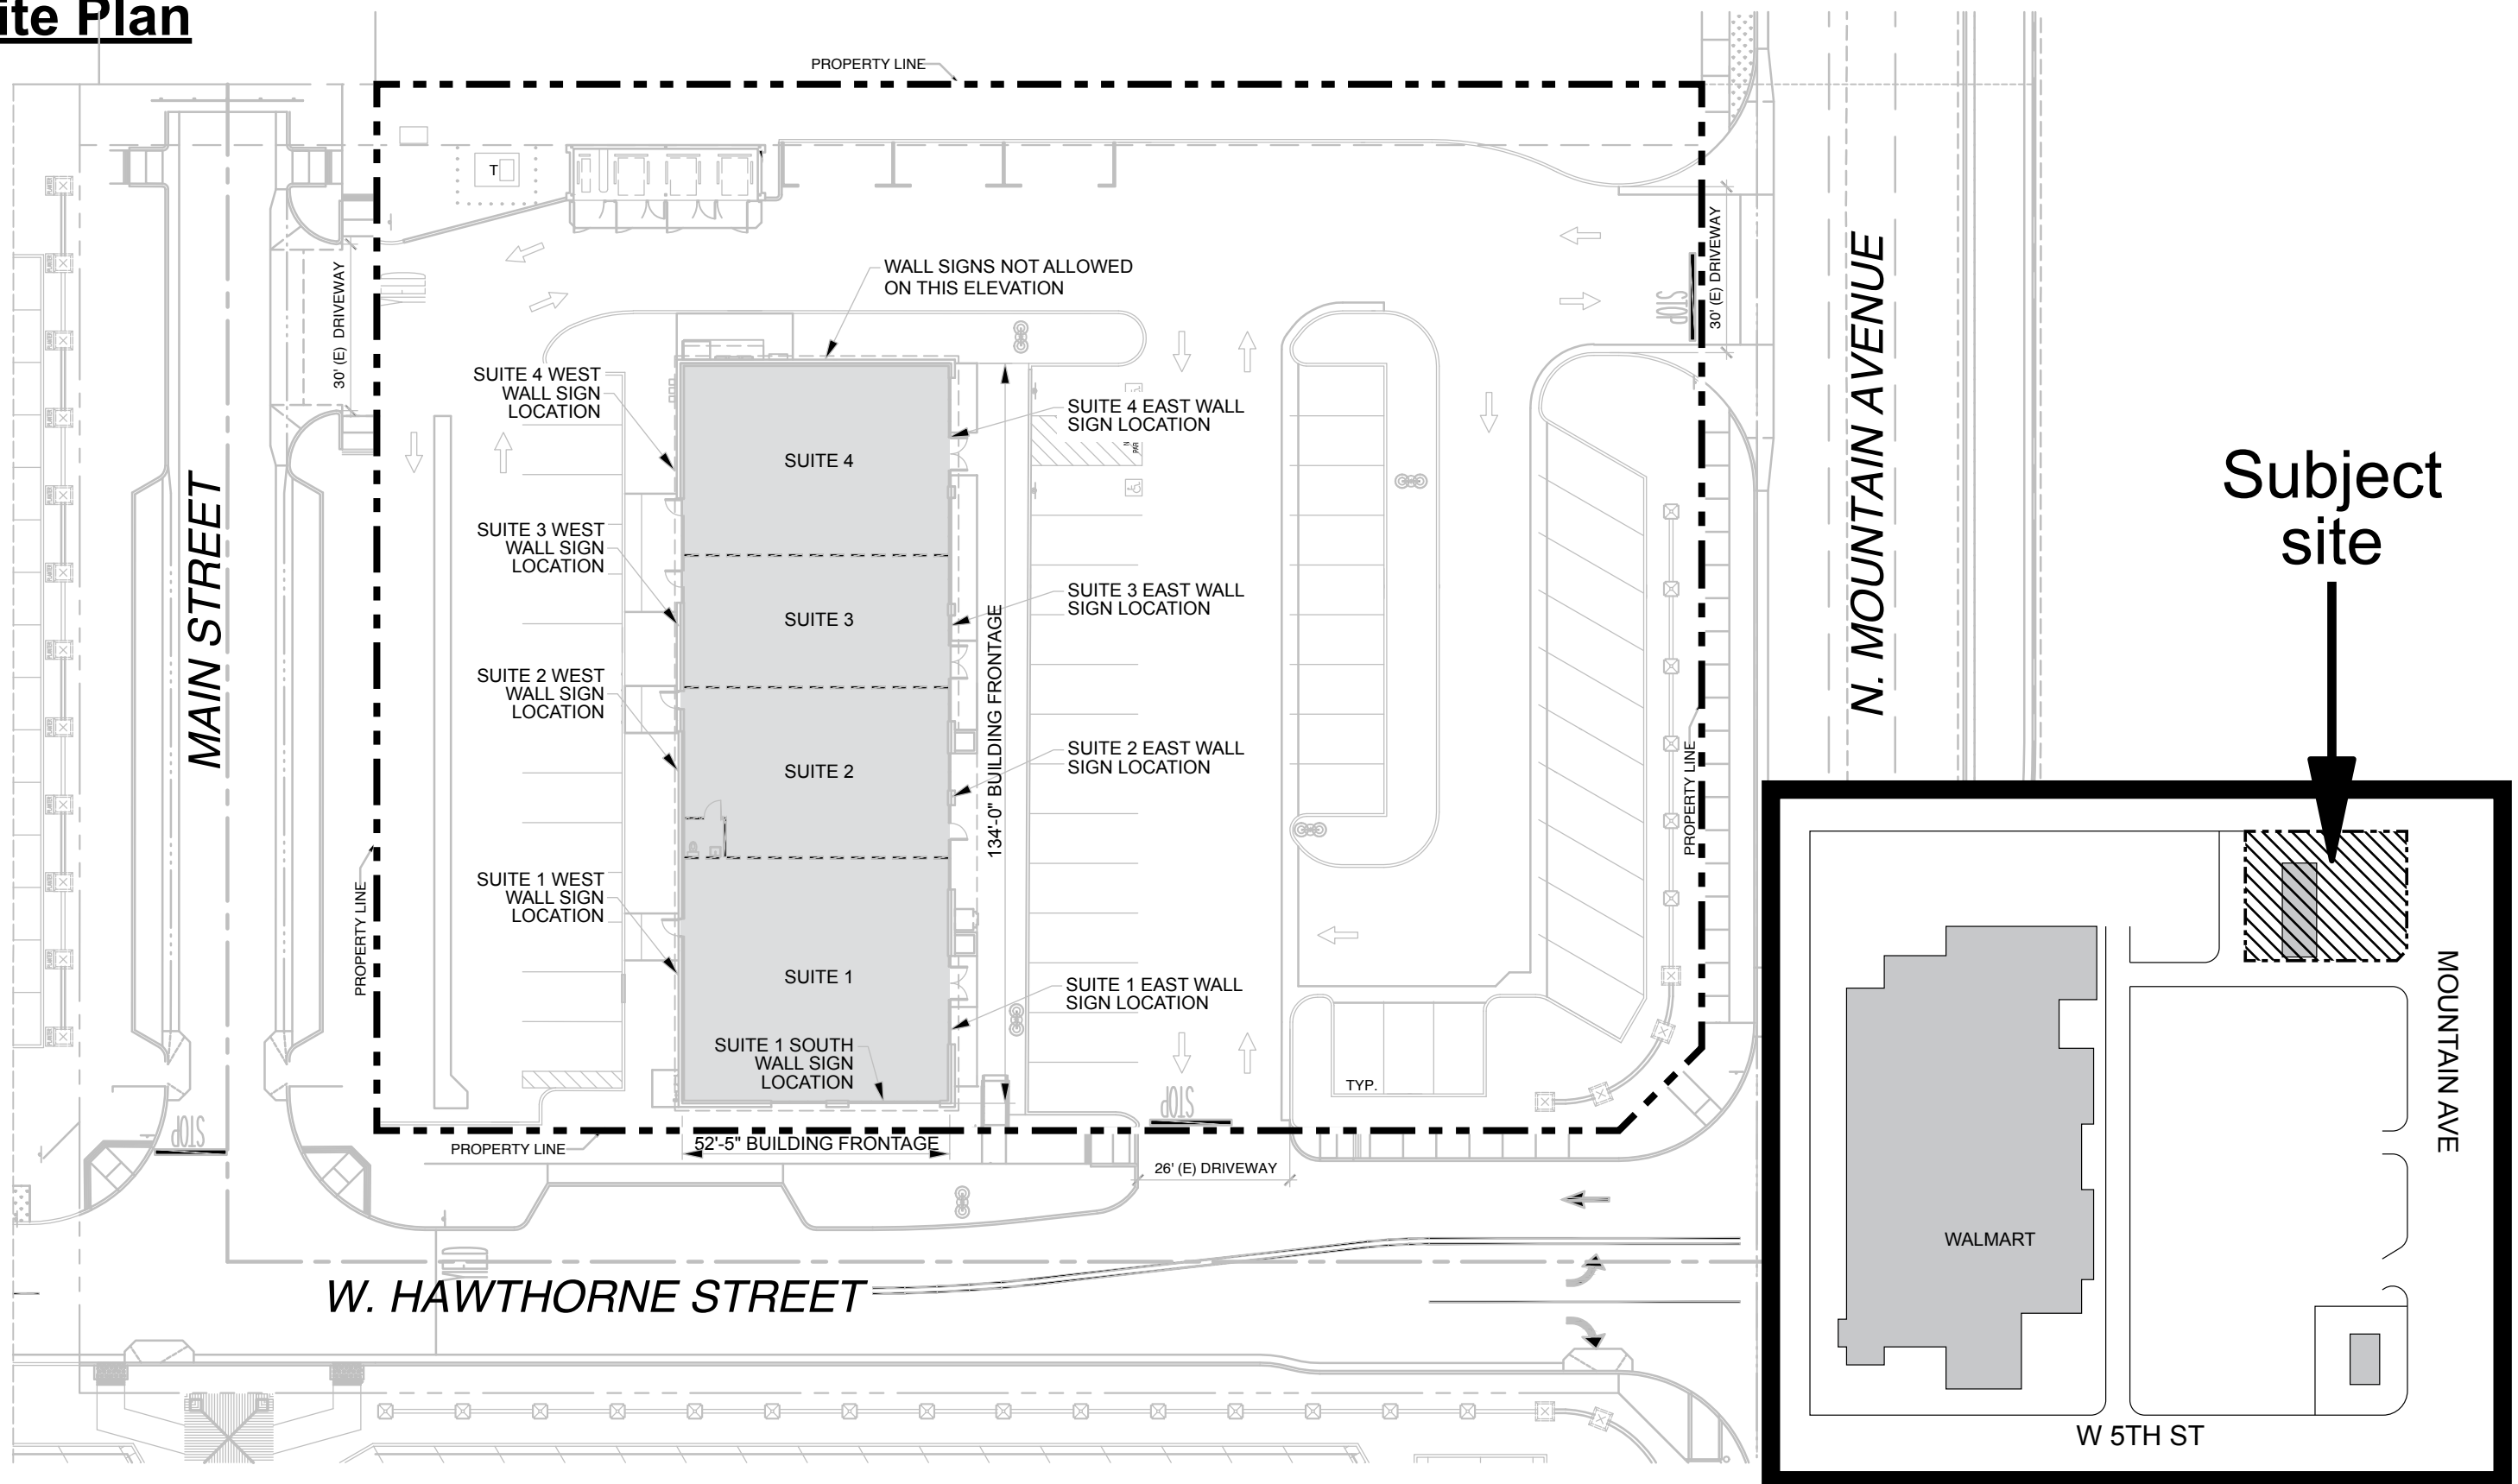 ite Plan
PROPERTY LINE
T
WALL SIGNS NOT ALLOWED
ON THIS ELEVATION
30' (E) DRIVEWAY
30' (E) DRIVEWAY
STOP
SUITE 4 WEST
WALL SIGN
LOCATION
SUITE 4 EAST WALL
SIGN LOCATION
SUITE 4
SUITE 3 WEST
WALL SIGN
LOCATION
SUITE 3 EAST WALL
SIGN LOCATION
SUITE 3
SUITE 2 WEST
WALL SIGN
LOCATION
SUITE 2 EAST WALL
SIGN LOCATION
SUITE 2
134'-0" BUILDING FRONTAGE
SUITE 1 WEST
WALL SIGN
LOCATION
SUITE 1 EAST WALL
SIGN LOCATION
SUITE 1
SUITE 1 SOUTH
WALL SIGN
LOCATION
MAIN STREET
N. MOUNTAIN AVENUE
PROPERTY LINE
PROPERTY LINE
TYP.
STOP
STOP
PROPERTY LINE
52'-5" BUILDING FRONTAGE
26' (E) DRIVEWAY
W. HAWTHORNE STREET
Subject
site
MOUNTAIN AVE
WALMART
W 5TH ST